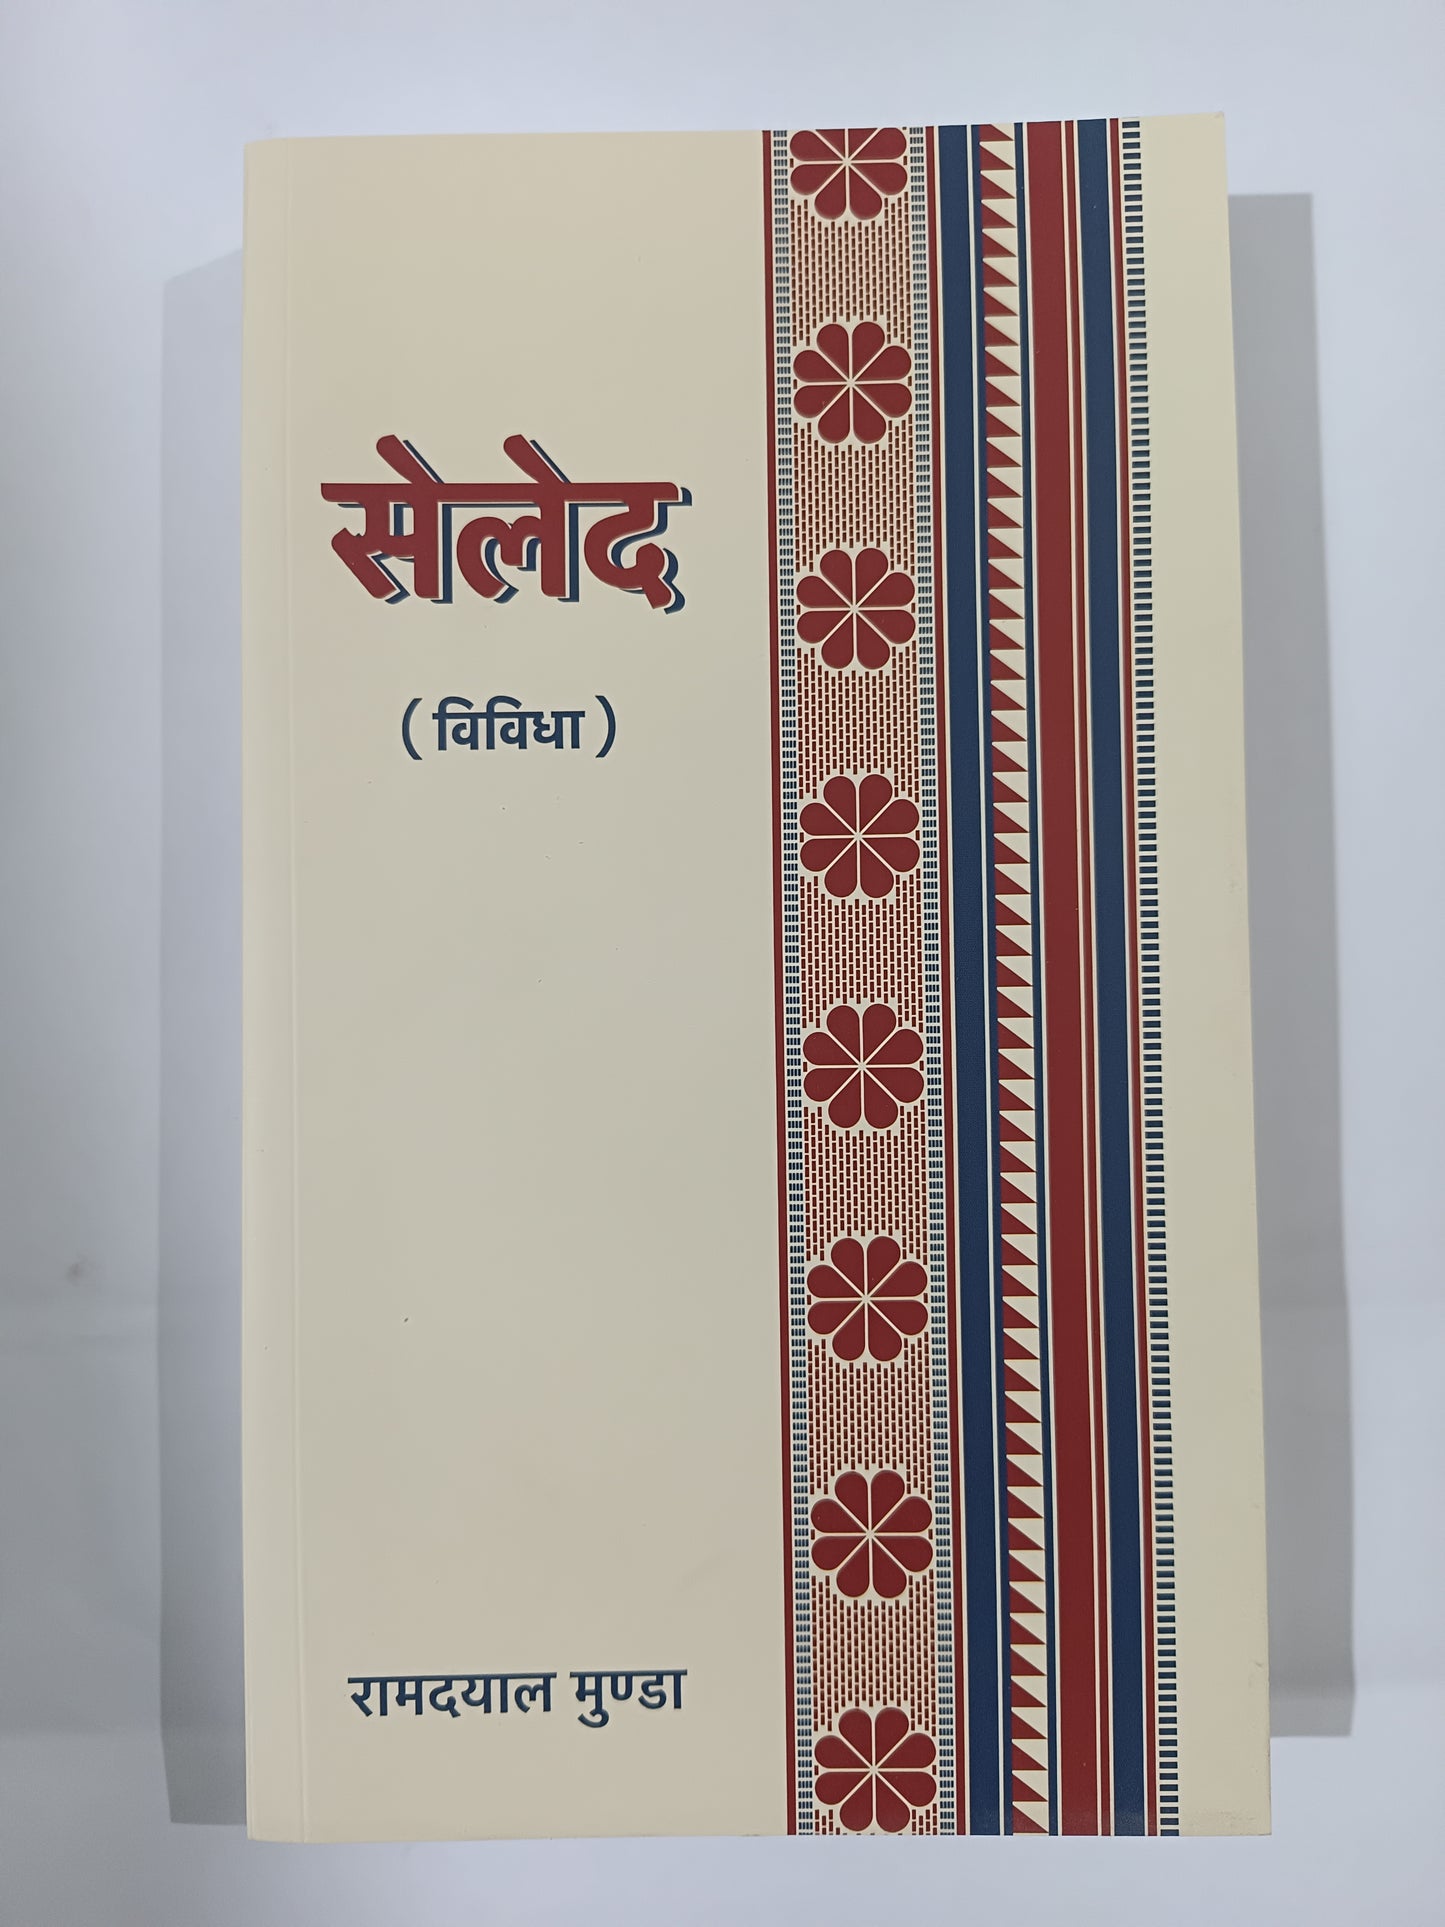 सेलेद
( विविधा )
रामदयाल मुण्डा